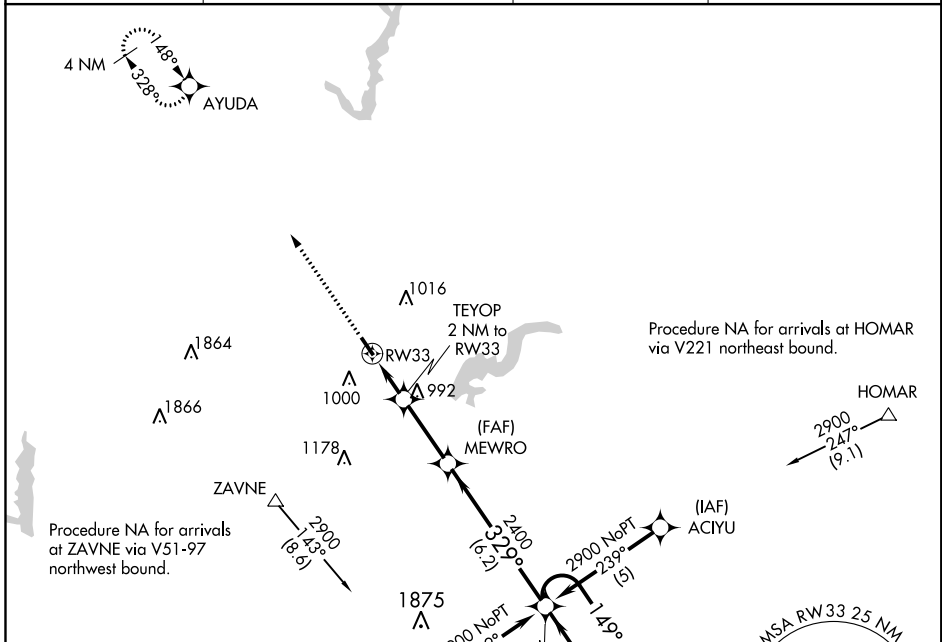 4 NM
148°
328°
AYUDA
1016
TEYOP
2 NM to
RW33
RW33
1864
1000
992
1866
Procedure NA for arrivals at HOMAR
via V221 northeast bound.
HOMAR
2900
247°
(9.1)
(FAF)
MEWRO
1178
ZAVNE
2900
143°
(8.6)
Procedure NA for arrivals
at ZAVNE via V51-97
northwest bound.
2400
329°
(6.2)
(IAF)
ACIYU
2900 NoPT
239°
(5)
149°
1875
MSA RW33 25 NM